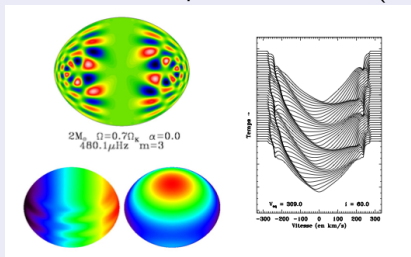 2M⊙ Ω=0.7Ω_K α=0.0
480.1μHz m=3
Temps →
V_eq = 309.0 i = 60.0
−300 −200 −100 0 100 200 300
Vitesse (en km/s)